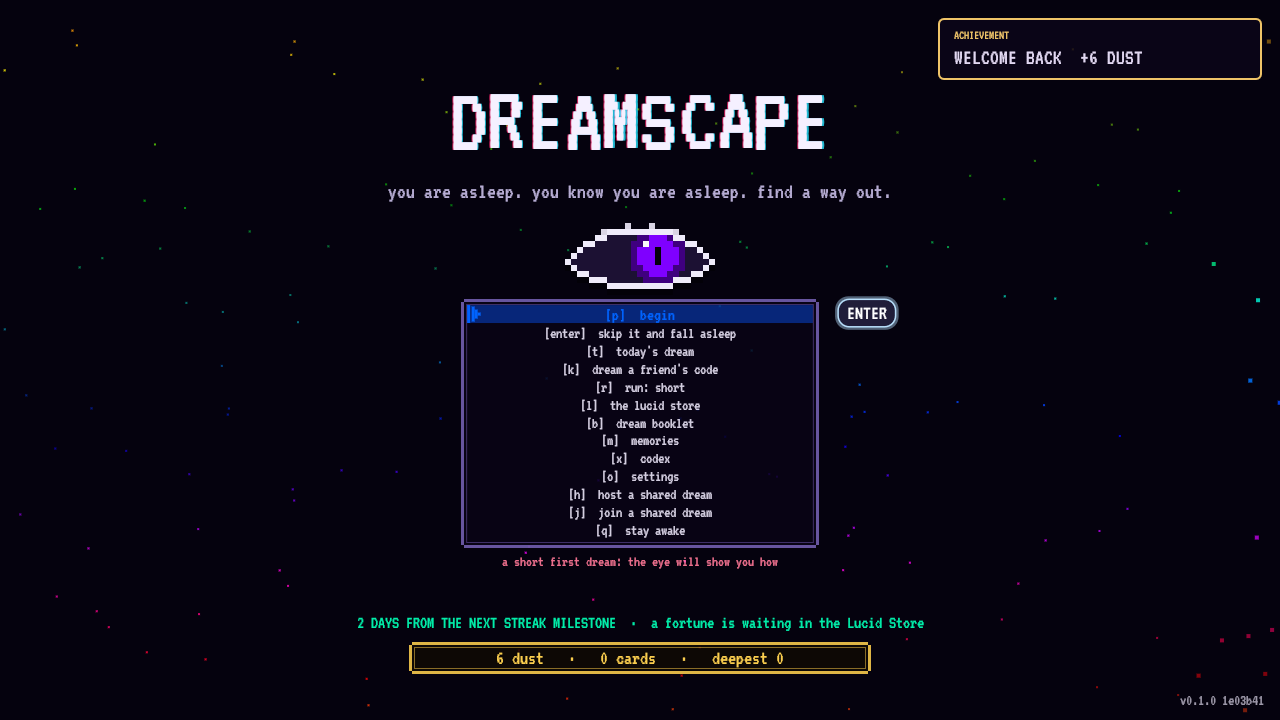 ACHIEVEMENT
WELCOME BACK +6 DUST
DREAMSCAPE
you are asleep. you know you are asleep. find a way out.
[p] begin
ENTER
[enter] skip it and fall asleep
[t] today's dream
[k] dream a friend's code
[r] run: short
[l] the lucid store
[b] dream booklet
[m] memories
[x] codex
[o] settings
[h] host a shared dream
[j] join a shared dream
[q] stay awake
a short first dream: the eye will show you how
2 DAYS FROM THE NEXT STREAK MILESTONE · a fortune is waiting in the Lucid Store
6 dust · 0 cards · deepest 0
v0.1.0 1e03b41